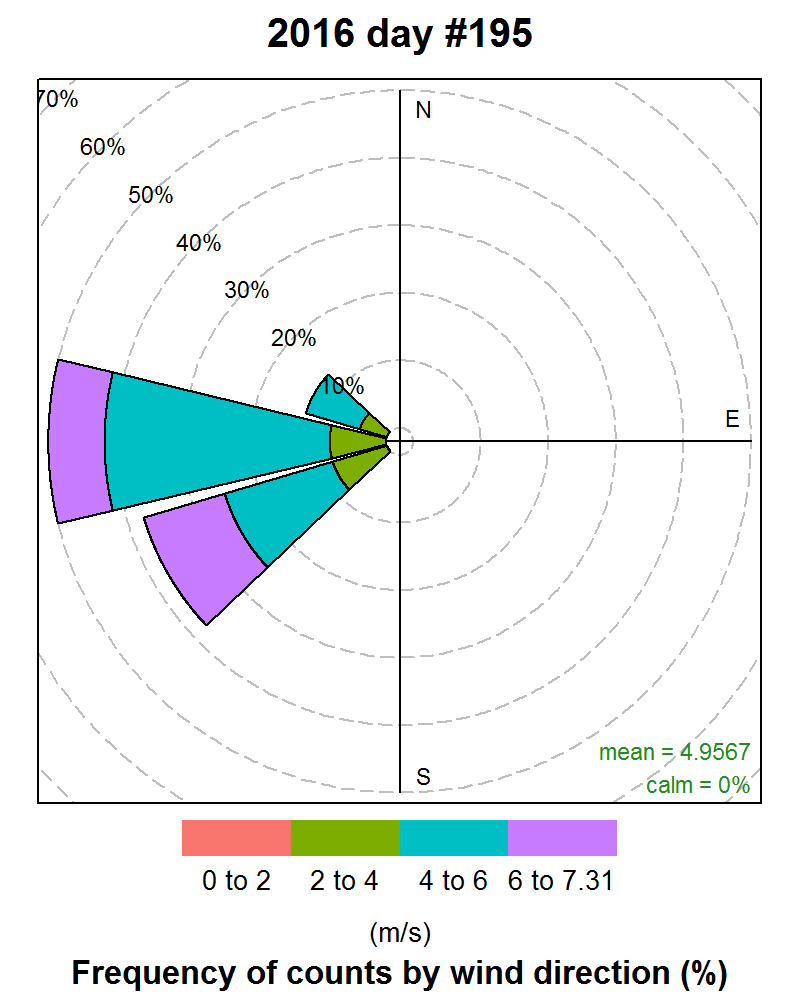 2016 day #195
70%
N
60%
50%
40%
30%
20%
10%
E
mean = 4.9567
S
calm = 0%
0 to 2 2 to 4 4 to 6 6 to 7.31
(m/s)
Frequency of counts by wind direction (%)